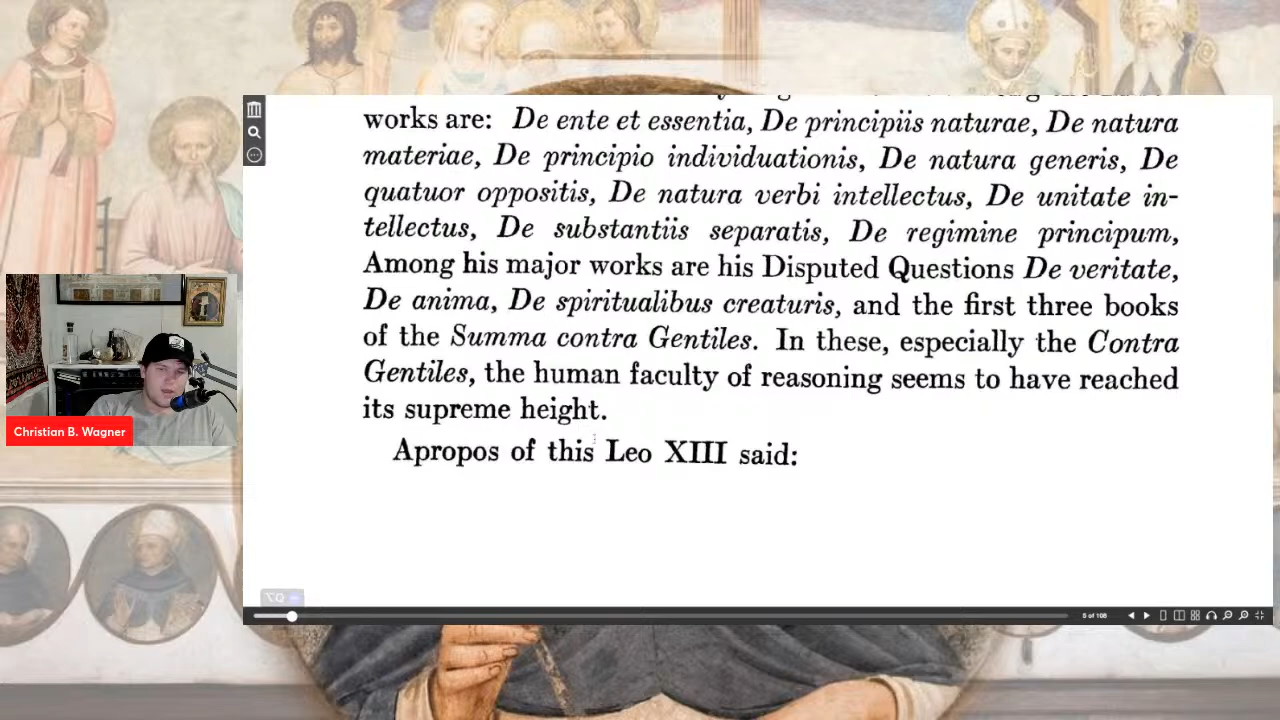 works are: De ente et essentia, De principiis naturae, De natura
materiae, De principio individuationis, De natura generis, De
quatuor oppositis, De natura verbi intellectus, De unitate in-
tellectus, De substantiis separatis, De regimine principum,
Among his major works are his Disputed Questions De veritate,
De anima, De spiritualibus creaturis, and the first three books
of the Summa contra Gentiles. In these, especially the Contra
Gentiles, the human faculty of reasoning seems to have reached
its supreme height.
Apropos of this Leo XIII said:
Christian B. Wagner
5 of 108